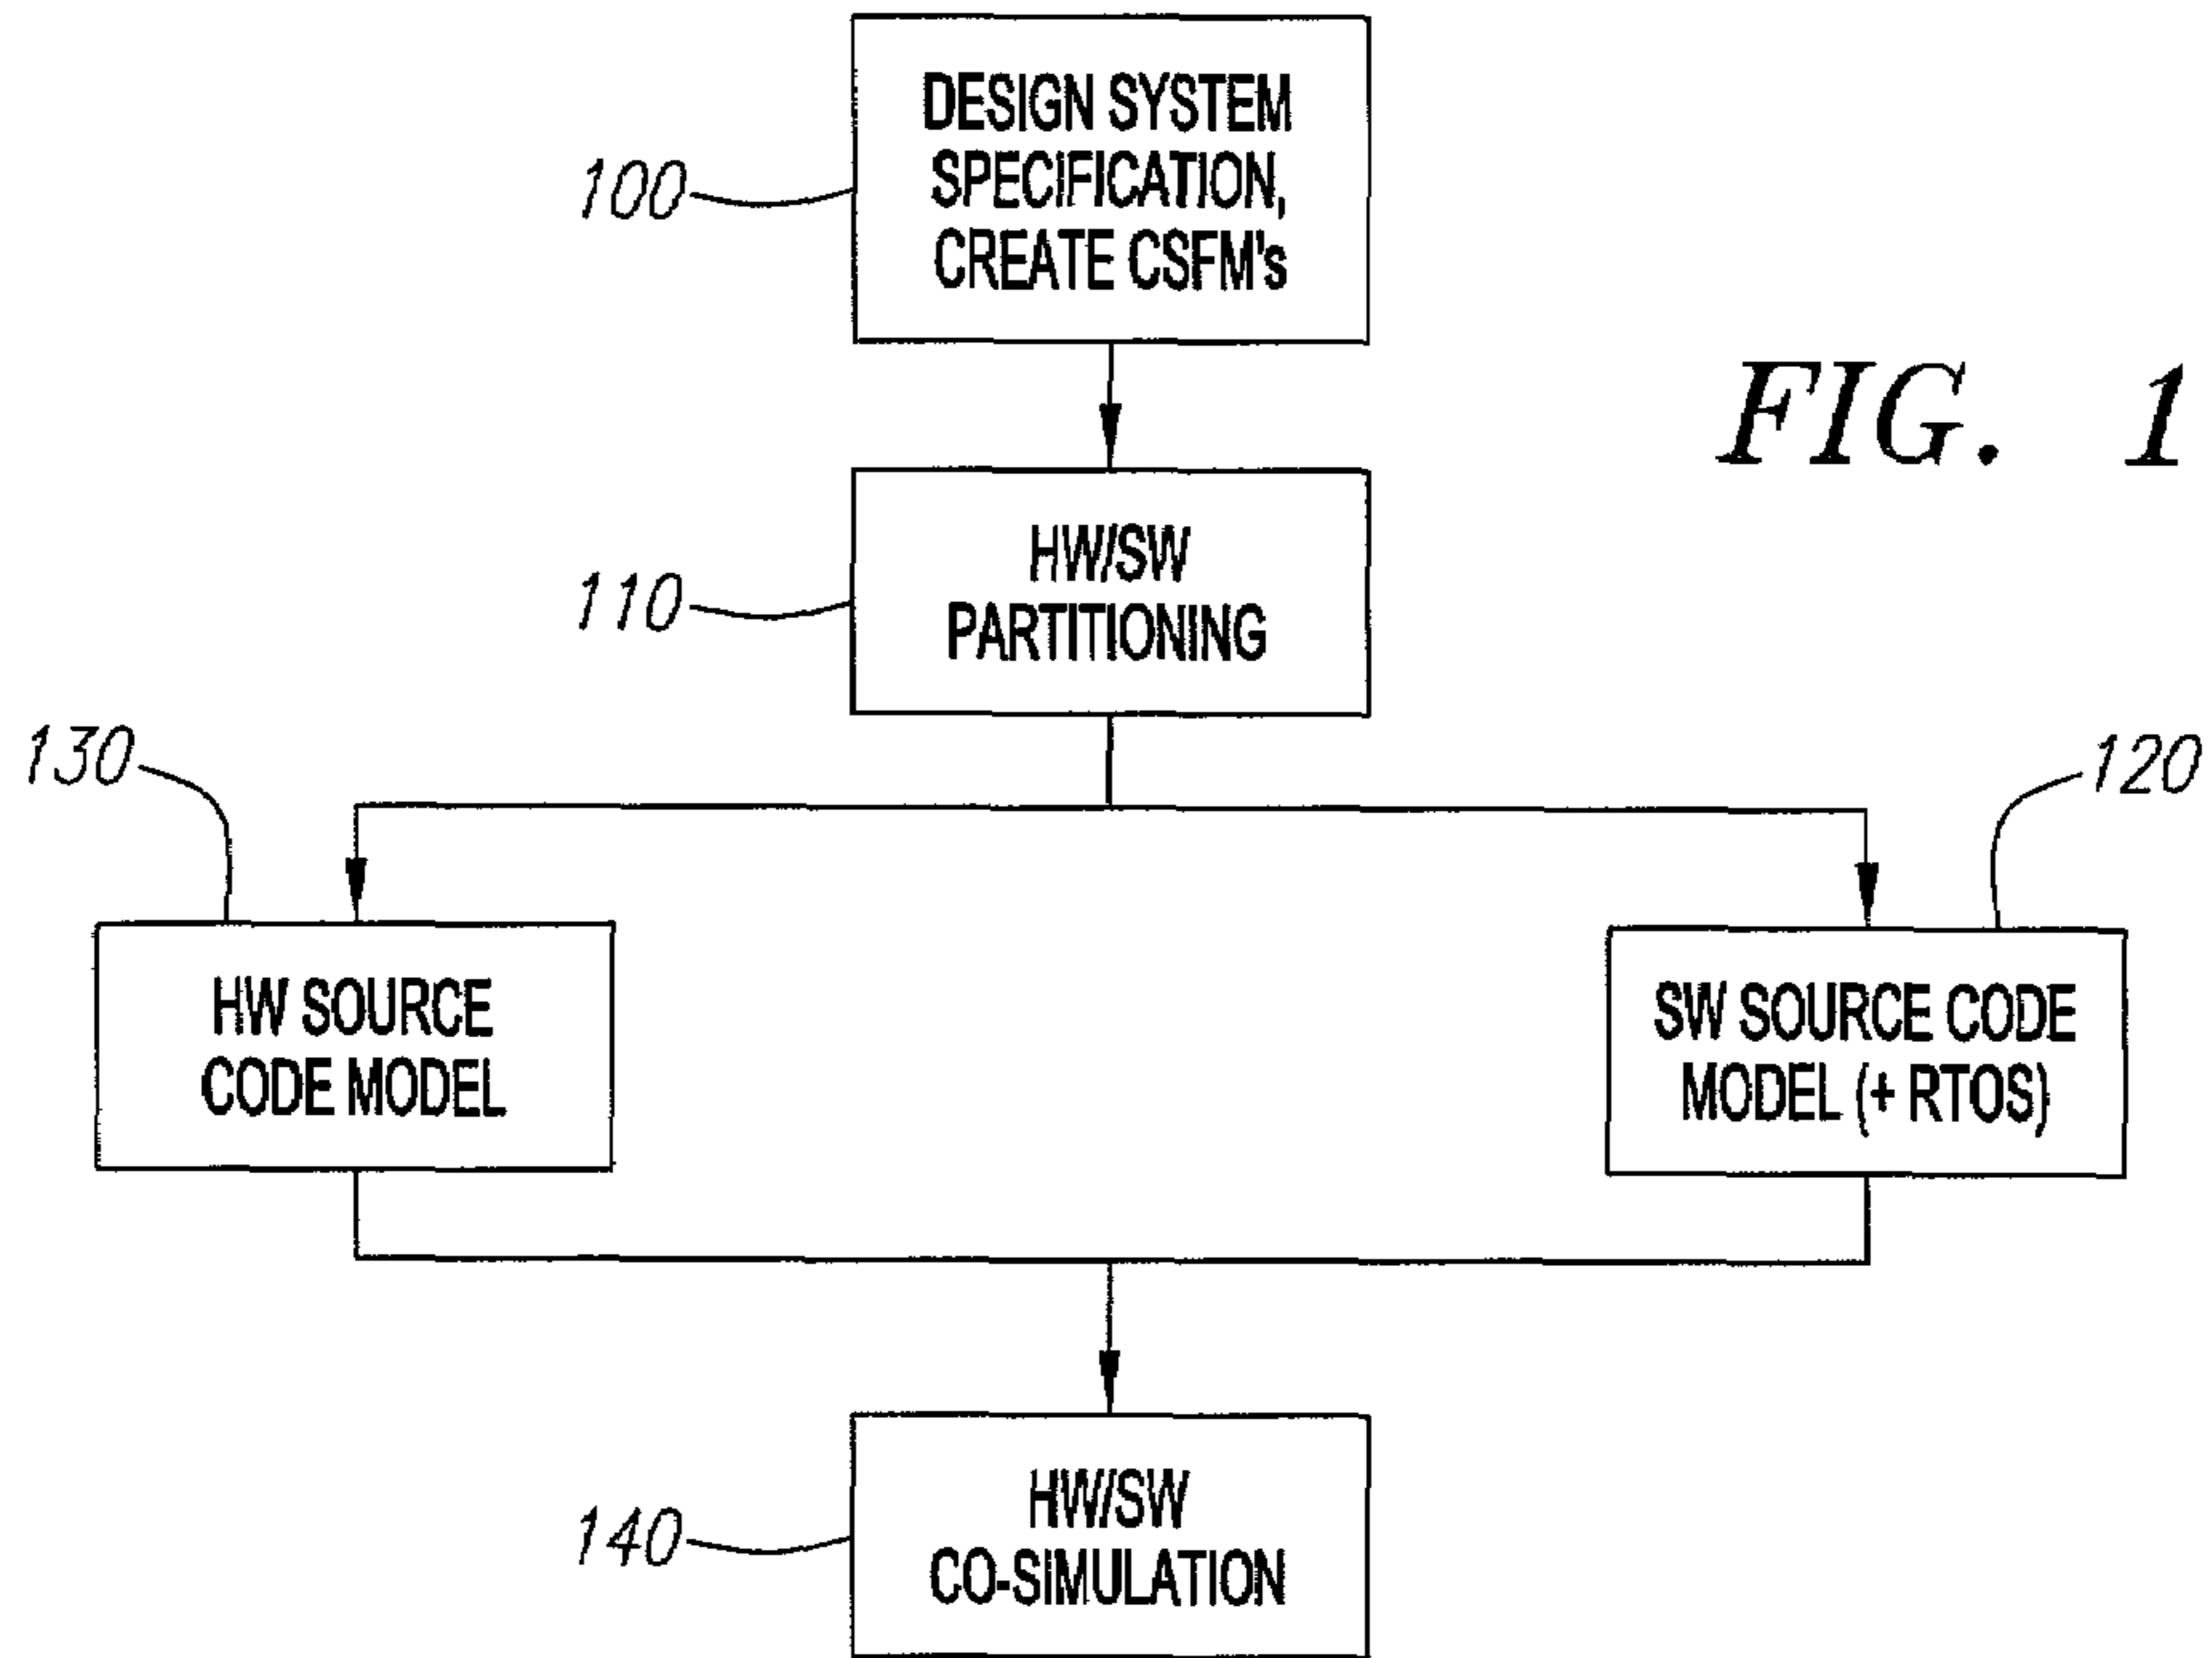 DESIGN SYSTEM
SPECIFICATION,
CREATE CSFM's
100
FIG. 1
HW/SW
PARTITIONING
110
130
120
HW SOURCE
CODE MODEL
SW SOURCE CODE
MODEL (+ RTOS)
HW/SW
CO-SIMULATION
140